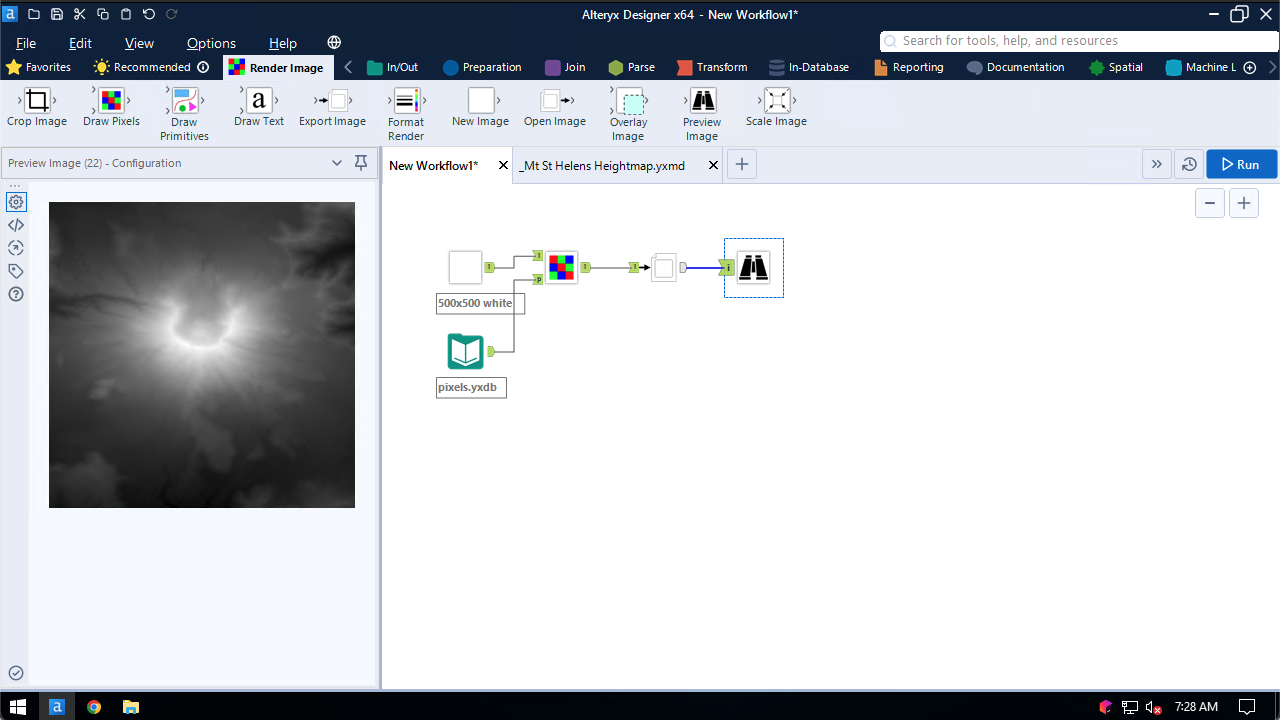 a
Alteryx Designer x64 - New Workflow1*
File Edit View Options Help
Search for tools, help, and resources
Favorites Recommended Render Image In/Out Preparation Join Parse Transform In-Database Reporting Documentation Spatial Machine L
Crop Image
Draw Pixels
Draw
Primitives
a
Draw Text
Export Image
Format
Render
New Image
Open Image
Overlay
Image
Preview
Image
Scale Image
Preview Image (22) - Configuration
New Workflow1*
_Mt St Helens Heightmap.yxmd
Run
I
I
P
I
I
i
500x500 white
pixels.yxdb
a
7:28 AM